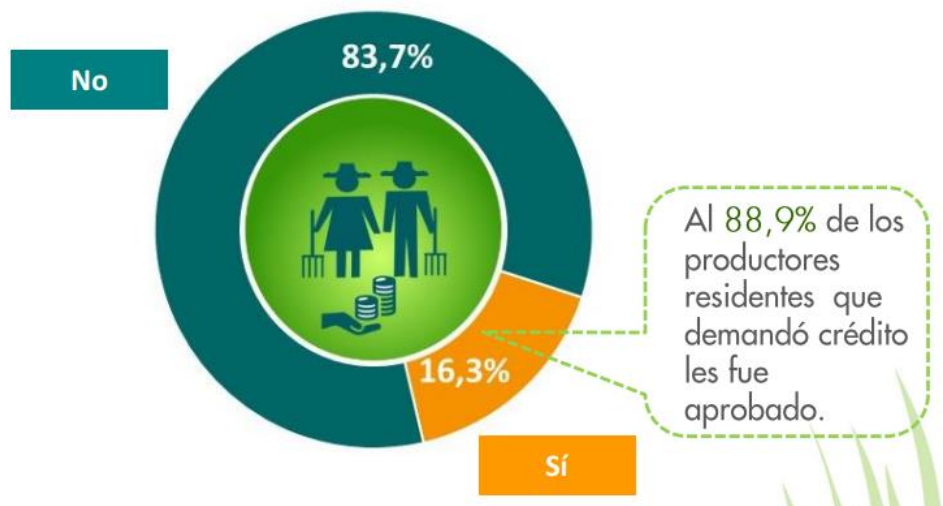 83,7%
No
Al 88,9% de los
productores
residentes que
demandó crédito
les fue
aprobado.
16,3%
Sí